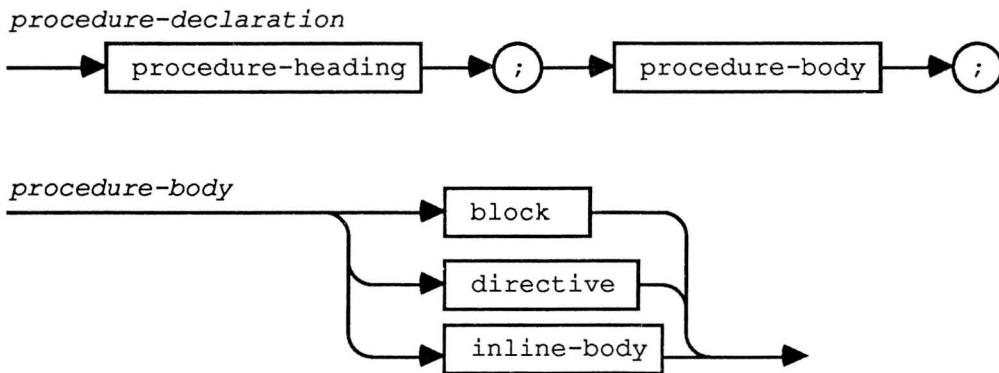 procedure-declaration
procedure-heading ; procedure-body ;
procedure-body
block
directive
inline-body